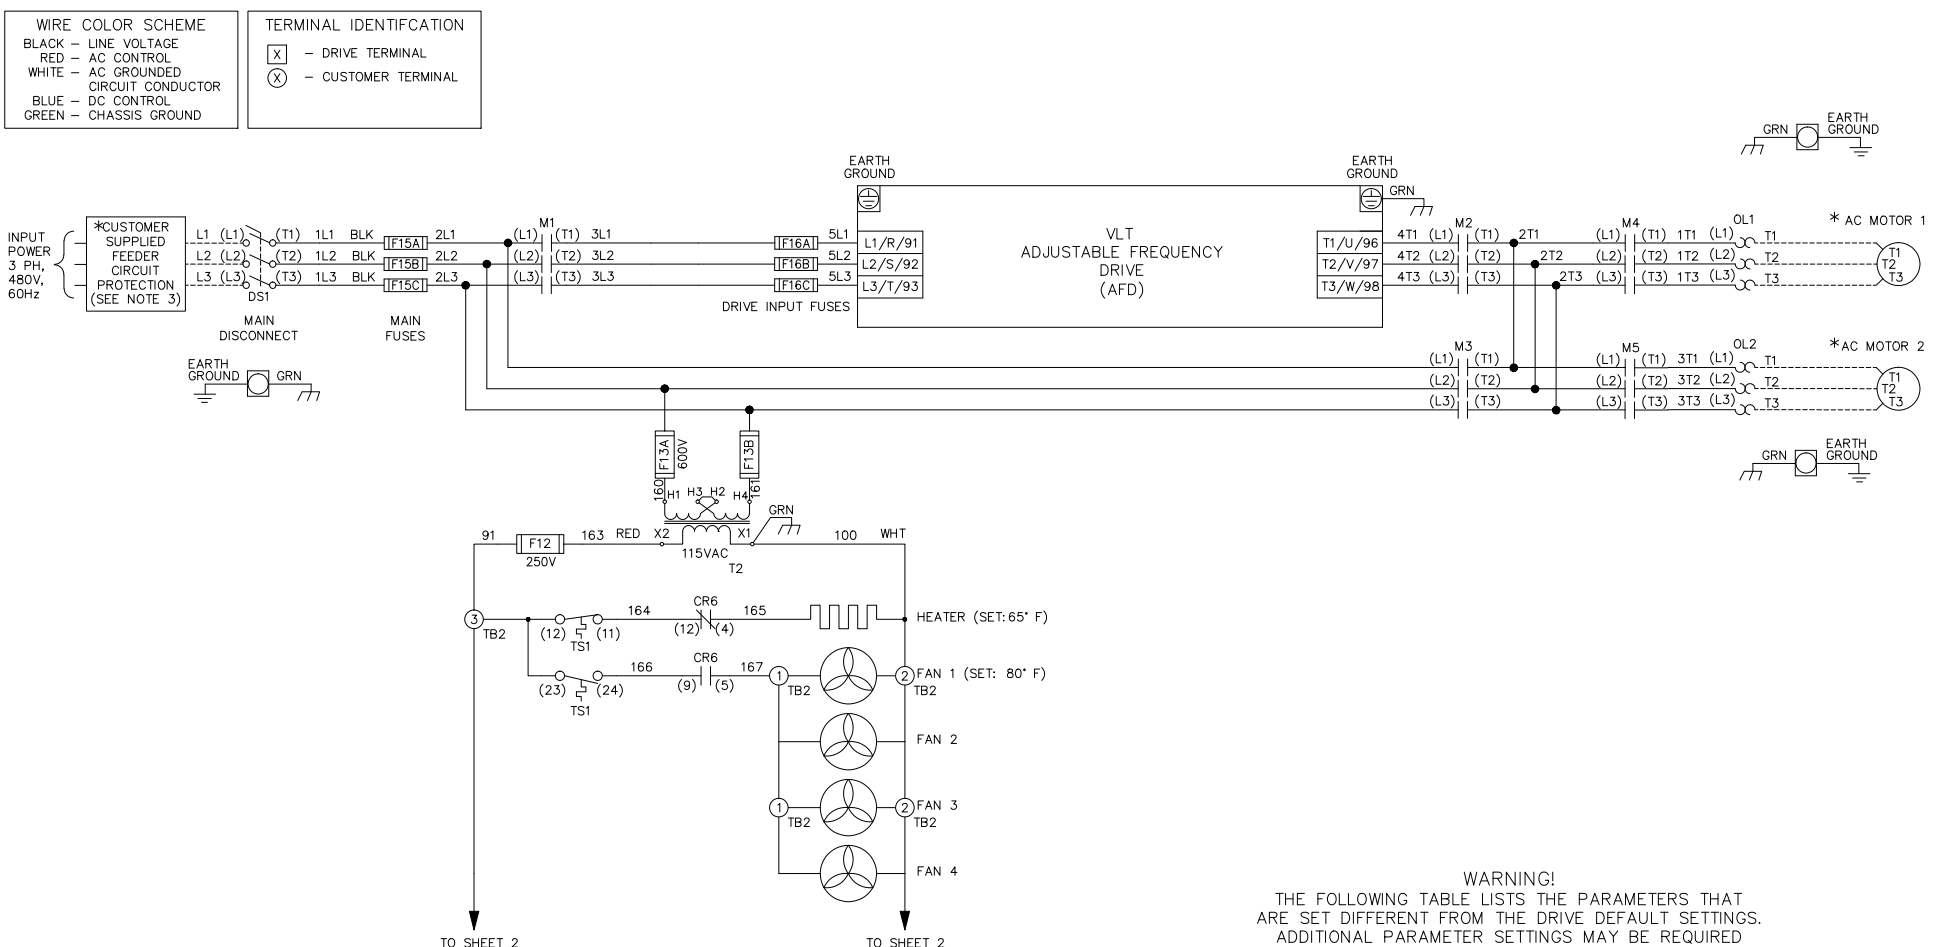 WIRE COLOR SCHEME
BLACK – LINE VOLTAGE
RED – AC CONTROL
WHITE – AC GROUNDED
CIRCUIT CONDUCTOR
BLUE – DC CONTROL
GREEN – CHASSIS GROUND
TERMINAL IDENTIFCATION
X – DRIVE TERMINAL
X – CUSTOMER TERMINAL
GRN EARTH
GROUND
INPUT
POWER
3 PH,
480V,
60Hz
*CUSTOMER
SUPPLIED
FEEDER
CIRCUIT
PROTECTION
(SEE NOTE 3)
L1 (L1) (T1) 1L1 BLK F15A 2L1
L2 (L2) (T2) 1L2 BLK F15B 2L2
L3 (L3) (T3) 1L3 BLK F15C 2L3
DS1
MAIN
DISCONNECT
MAIN
FUSES
EARTH
GROUND GRN
M1
(L1) (T1) 3L1 F16A 5L1
(L2) (T2) 3L2 F16B 5L2
(L3) (T3) 3L3 F16C 5L3
DRIVE INPUT FUSES
EARTH
GROUND
L1/R/91
L2/S/92
L3/T/93
VLT
ADJUSTABLE FREQUENCY
DRIVE
(AFD)
EARTH
GROUND
GRN
T1/U/96
T2/V/97
T3/W/98
M2 M4 OL1 * AC MOTOR 1
4T1 (L1) (T1) 2T1 (L1) (T1) 1T1 (L1) T1
4T2 (L2) (T2) 2T2 (L2) (T2) 1T2 (L2) T2
4T3 (L3) (T3) 2T3 (L3) (T3) 1T3 (L3) T3
T1
T2
T3
M3 M5 OL2 *AC MOTOR 2
(L1) (T1) (L1) (T1) 3T1 (L1) T1
(L2) (T2) (L2) (T2) 3T2 (L2) T2
(L3) (T3) (L3) (T3) 3T3 (L3) T3
T1
T2
T3
GRN EARTH
GROUND
F13A 600V F13B
160 H1 H3 H2 H4 161
GRN
91 F12 163 RED X2 X1 100 WHT
250V 115VAC
T2
3 TB2
(12) (11) 164 CR6 165 HEATER (SET:65° F)
TS1 (12) (4)
(23) (24) 166 CR6 167 1 2 FAN 1 (SET: 80° F)
TS1 (9) (5) TB2 TB2
FAN 2
1 2 FAN 3
TB2 TB2
FAN 4
TO SHEET 2 TO SHEET 2
WARNING!
THE FOLLOWING TABLE LISTS THE PARAMETERS THAT
ARE SET DIFFERENT FROM THE DRIVE DEFAULT SETTINGS.
ADDITIONAL PARAMETER SETTINGS MAY BE REQUIRED